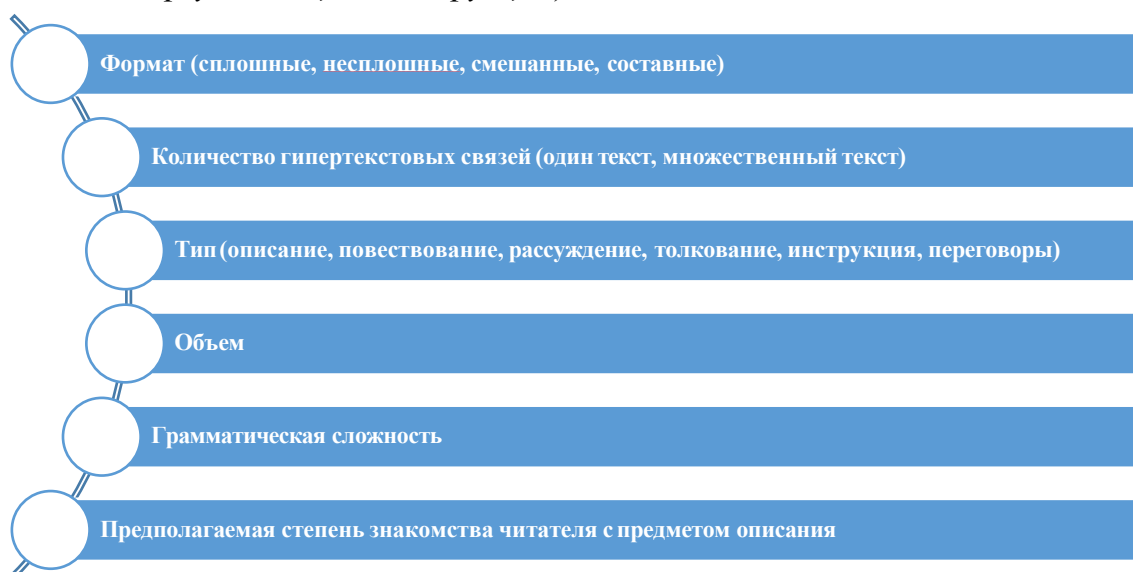 Формат (сплошные, несплошные, смешанные, составные)
Количество гипертекстовых связей (один текст, множественный текст)
Тип (описание, повествование, рассуждение, толкование, инструкция, переговоры)
Объем
Грамматическая сложность
Предполагаемая степень знакомства читателя с предметом описания